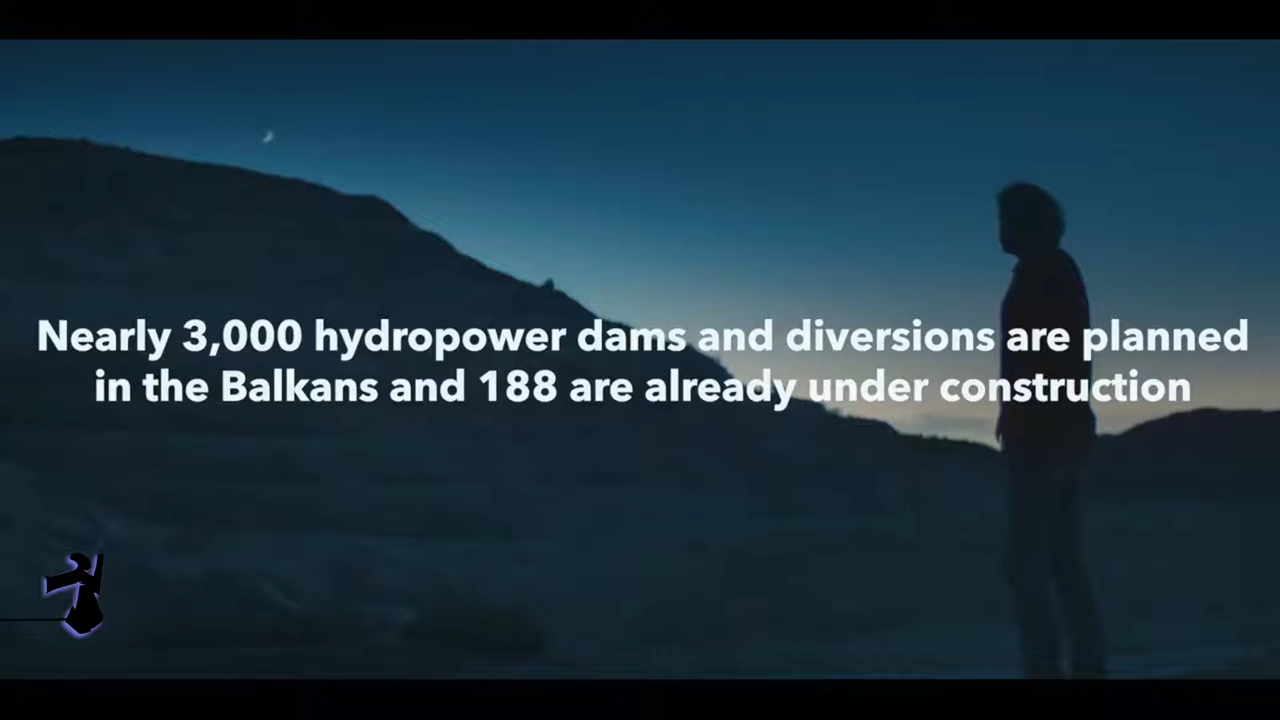 Nearly 3,000 hydropower dams and diversions are planned
in the Balkans and 188 are already under construction